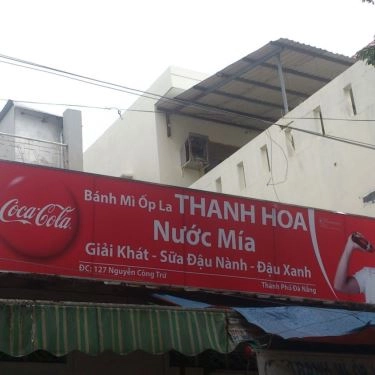 Coca-Cola
Bánh Mì Ốp La THANH HOA
Nước Mía
Giải Khát - Sữa Đậu Nành - Đậu Xanh
ĐC: 127 Nguyễn Công Trứ
Thành Phố Đà Nẵng